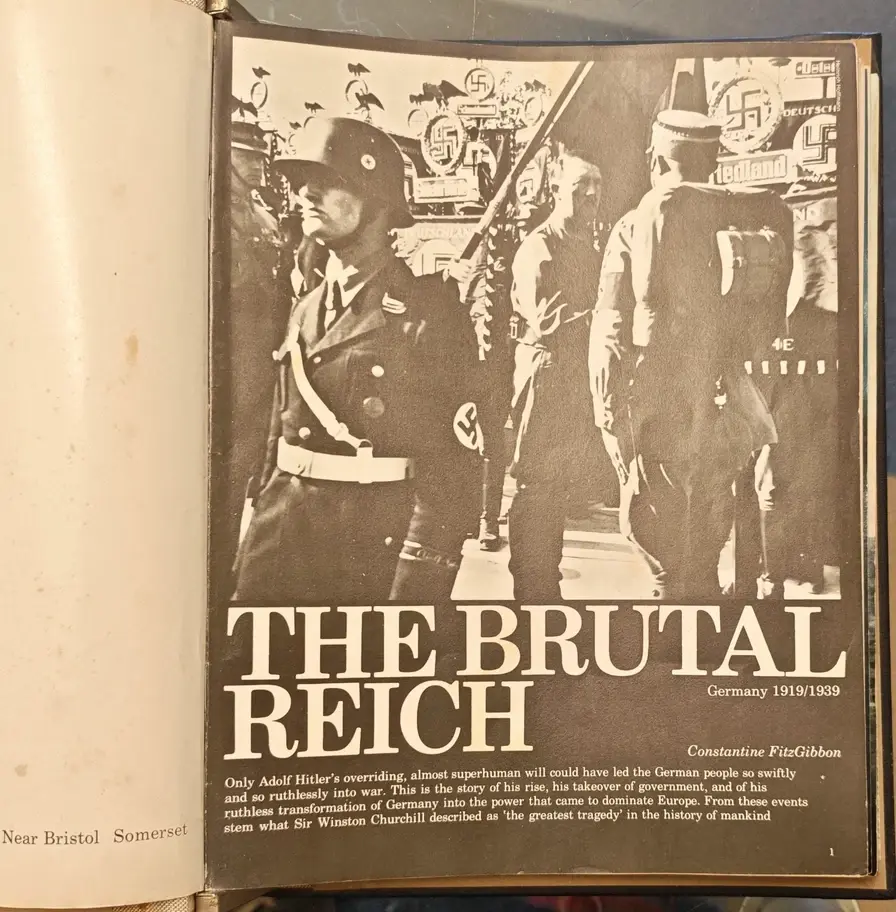 DEUTSCH
iedland
ND
4E
THE BRUTAL
REICH
Germany 1919/1939
Constantine FitzGibbon
Only Adolf Hitler's overriding, almost superhuman will could have led the German people so swiftly
and so ruthlessly into war. This is the story of his rise, his takeover of government, and of his
ruthless transformation of Germany into the power that came to dominate Europe. From these events
stem what Sir Winston Churchill described as 'the greatest tragedy' in the history of mankind
1
Near Bristol Somerset